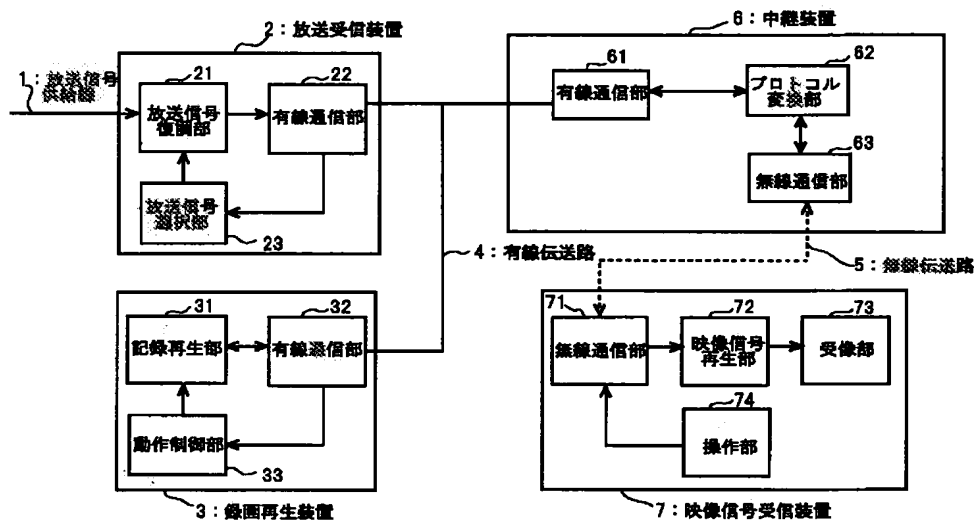 2：放送受信装置
6：中継装置
1：放送信号
供給線
21
放送信号
復調部
22
有線通信部
放送信号
選択部
23
61
有線通信部
62
プロトコル
変換部
63
無線通信部
4：有線伝送路
5：無線伝送路
31
記録再生部
32
有線通信部
動作制御部
33
3：録画再生装置
71
無線通信部
72
映像信号
再生部
73
受像部
74
操作部
7：映像信号受信装置